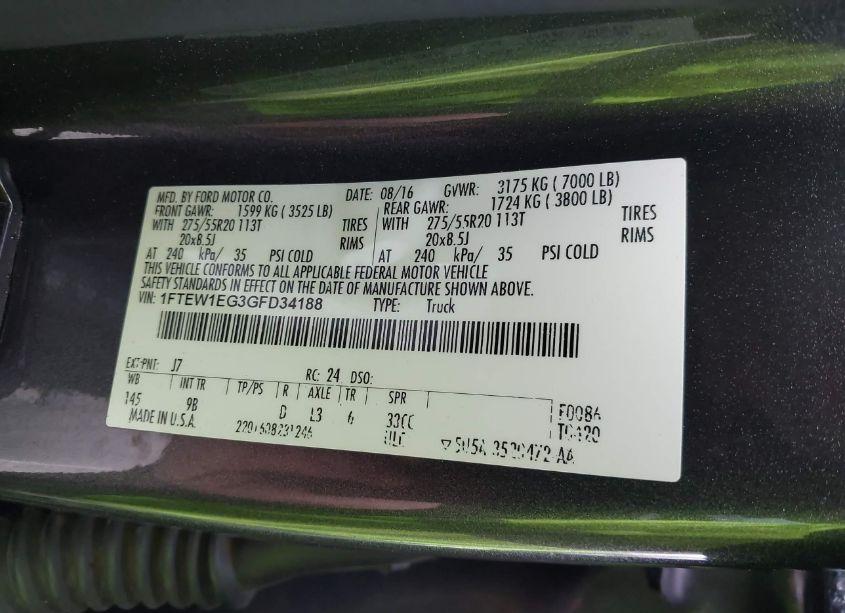 MFD. BY FORD MOTOR CO. DATE: 08/16 GVWR: 3175 KG ( 7000 LB)
FRONT GAWR: 1599 KG ( 3525 LB) REAR GAWR: 1724 KG ( 3800 LB)
WITH 275/55R20 113T TIRES WITH 275/55R20 113T TIRES
20x8.5J RIMS 20x8.5J RIMS
AT 240 kPa/ 35 PSI COLD AT 240 kPa/ 35 PSI COLD
THIS VEHICLE CONFORMS TO ALL APPLICABLE FEDERAL MOTOR VEHICLE
SAFETY STANDARDS IN EFFECT ON THE DATE OF MANUFACTURE SHOWN ABOVE.
VIN: 1FTEW1EG3GFD34188 TYPE: Truck
EXT PNT: J7 RC: 24 DSO:
WB INT TR TP/PS R AXLE TR SPR
145 9B D L3 6 33CC
MADE IN U.S.A.